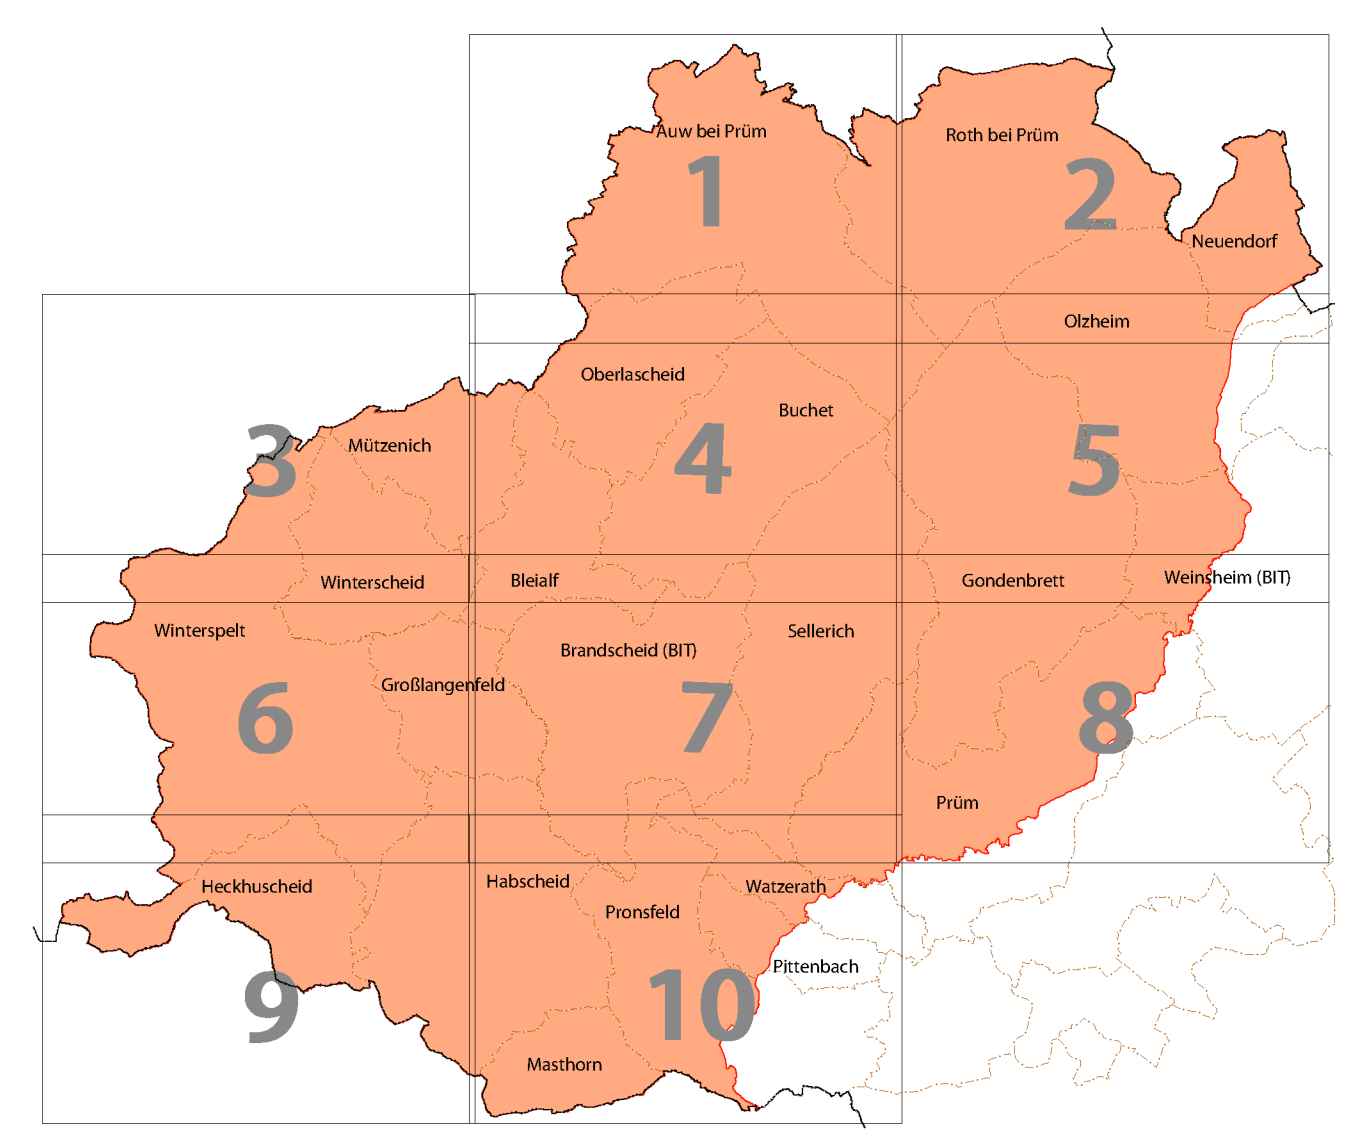 Auw bei Prüm
Roth bei Prüm
1
2
Neuendorf
Olzheim
Oberlascheid
Buchet
3
Mützenich
4
5
Winterscheid
Bleialf
Gondenbrett
Weinsheim (BIT)
Winterspelt
Brandscheid (BIT)
Sellerich
Großlangenfeld
6
7
8
Prüm
Heckhuscheid
Habscheid
Watzerath
Pronsfeld
Pittenbach
9
10
Masthorn